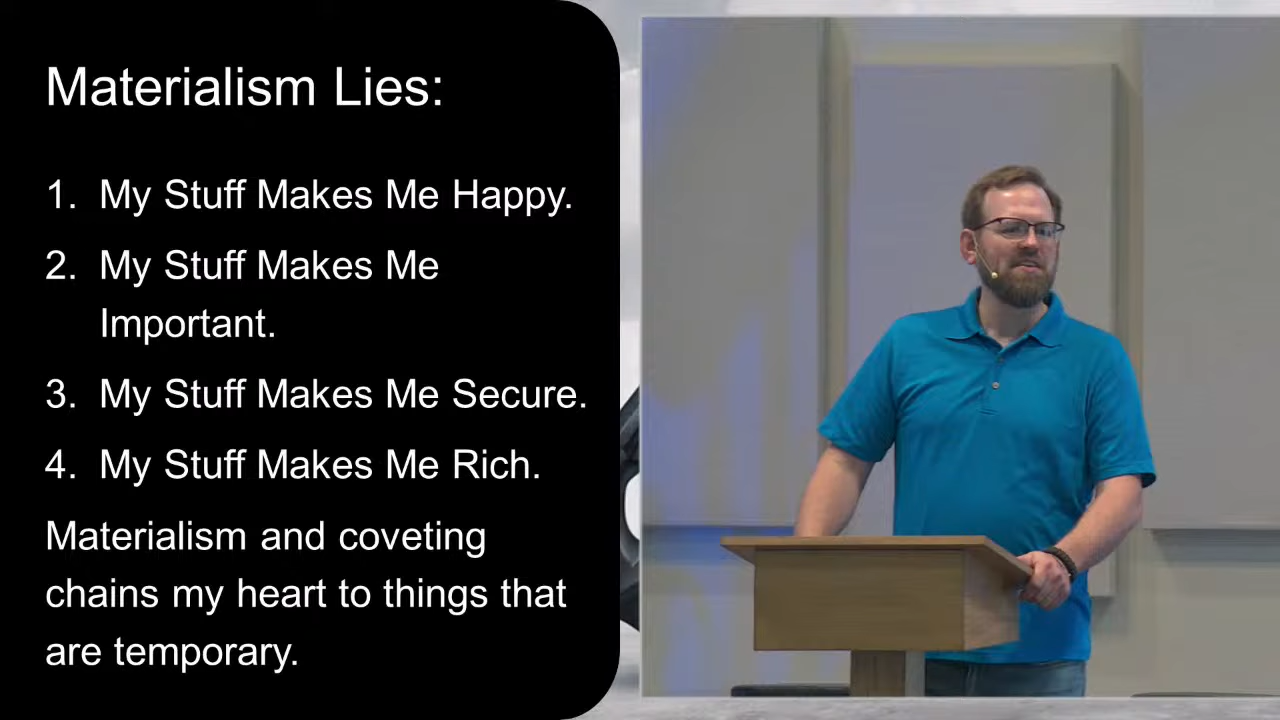 Materialism Lies:
1. My Stuff Makes Me Happy.
2. My Stuff Makes Me
Important.
3. My Stuff Makes Me Secure.
4. My Stuff Makes Me Rich.
Materialism and coveting
chains my heart to things that
are temporary.